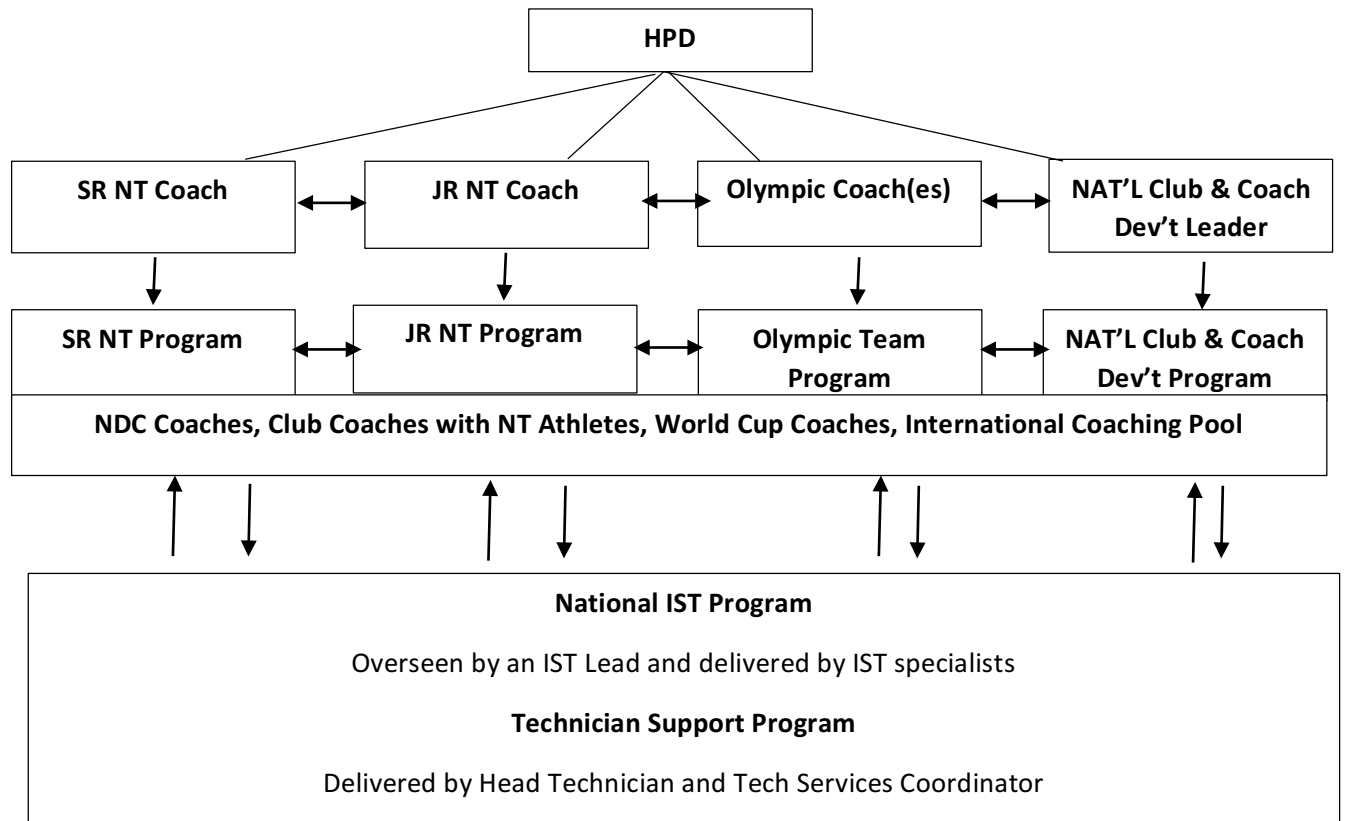 HPD
SR NT Coach
JR NT Coach
Olympic Coach(es)
NAT’L Club & Coach
Dev’t Leader
SR NT Program
JR NT Program
Olympic Team
Program
NAT’L Club & Coach
Dev’t Program
NDC Coaches, Club Coaches with NT Athletes, World Cup Coaches, International Coaching Pool
National IST Program
Overseen by an IST Lead and delivered by IST specialists
Technician Support Program
Delivered by Head Technician and Tech Services Coordinator